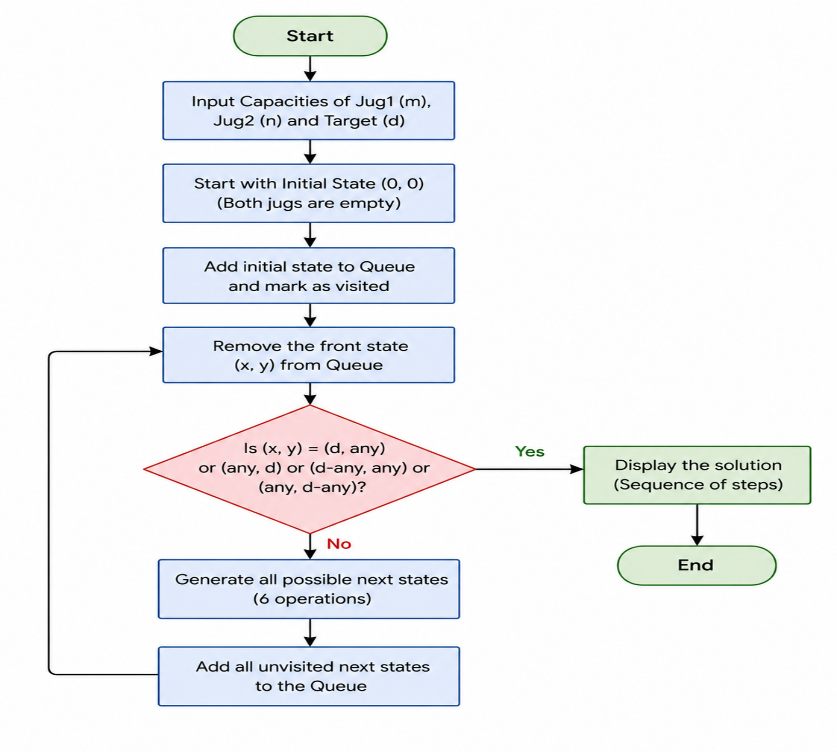 Start
Input Capacities of Jug1 (m),
Jug2 (n) and Target (d)
Start with Initial State (0, 0)
(Both jugs are empty)
Add initial state to Queue
and mark as visited
Remove the front state
(x, y) from Queue
Is (x, y) = (d, any)
or (any, d) or (d-any, any) or
(any, d-any)?
Yes
Display the solution
(Sequence of steps)
End
No
Generate all possible next states
(6 operations)
Add all unvisited next states
to the Queue